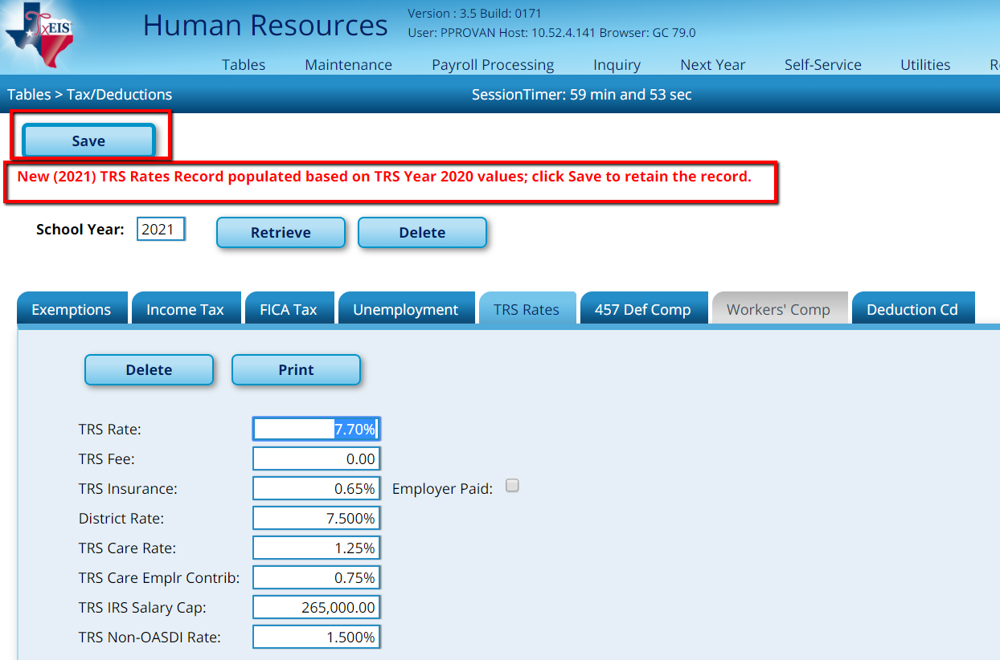 TxEIS
Human Resources
Version : 3.5 Build: 0171
User: PPROVAN Host: 10.52.4.141 Browser: GC 79.0
Tables Maintenance Payroll Processing Inquiry Next Year Self-Service Utilities R
Tables > Tax/Deductions SessionTimer: 59 min and 53 sec
Save
New (2021) TRS Rates Record populated based on TRS Year 2020 values; click Save to retain the record.
School Year: 2021 Retrieve Delete
Exemptions Income Tax FICA Tax Unemployment TRS Rates 457 Def Comp Workers' Comp Deduction Cd
Delete Print
TRS Rate: 7.70%
TRS Fee: 0.00
TRS Insurance: 0.65% Employer Paid:
District Rate: 7.500%
TRS Care Rate: 1.25%
TRS Care Emplr Contrib: 0.75%
TRS IRS Salary Cap: 265,000.00
TRS Non-OASDI Rate: 1.500%